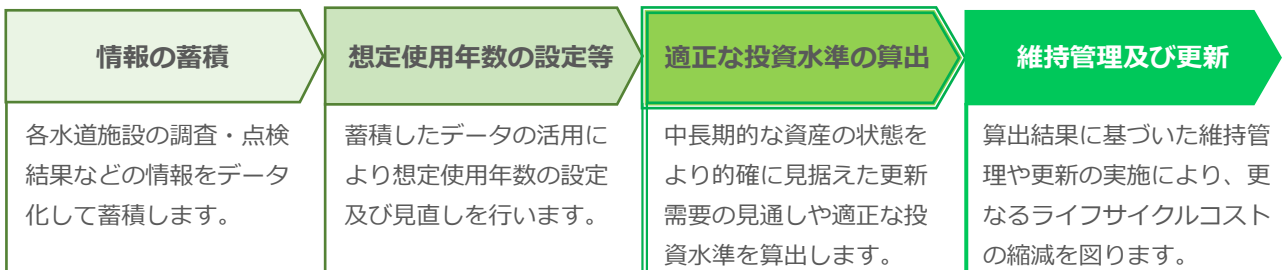 情報の蓄積
各水道施設の調査・点検
結果などの情報をデータ
化して蓄積します。
想定使用年数の設定等
蓄積したデータの活用に
より想定使用年数の設定
及び見直しを行います。
適正な投資水準の算出
中長期的な資産の状態を
より的確に見据えた更新
需要の見通しや適正な投
資水準を算出します。
維持管理及び更新
算出結果に基づいた維持管
理や更新の実施により、更
なるライフサイクルコスト
の縮減を図ります。